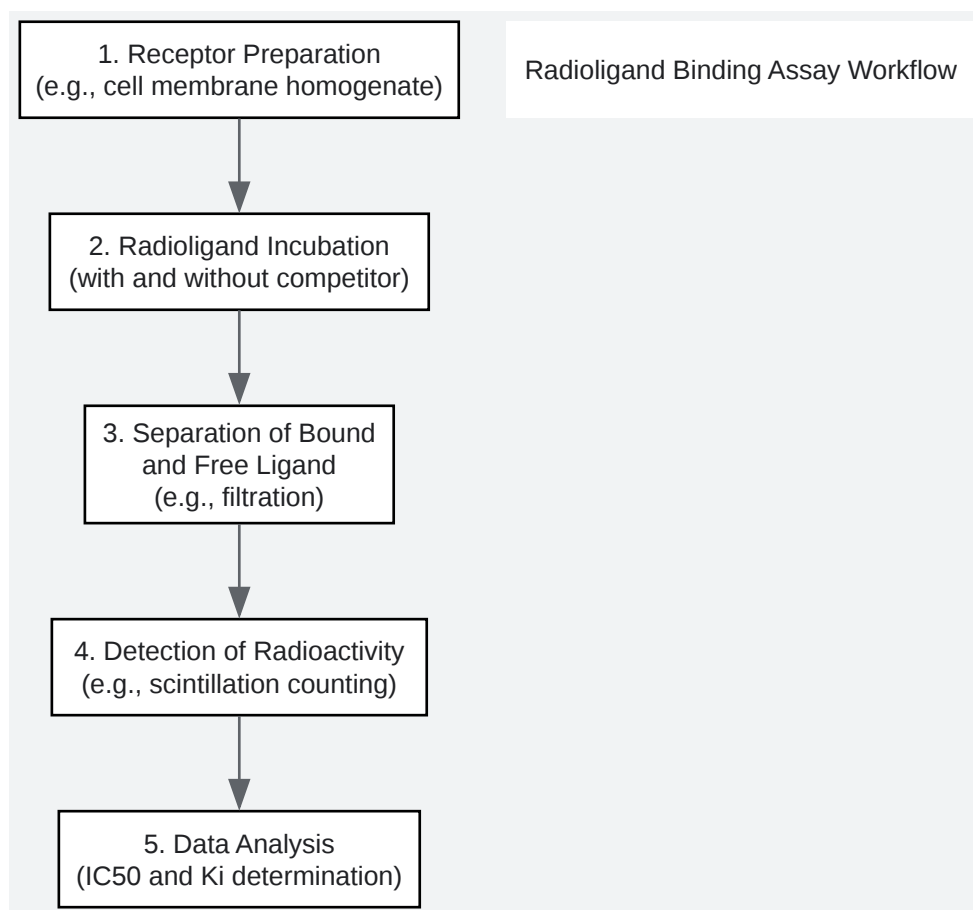 1. Receptor Preparation
(e.g., cell membrane homogenate)
Radioligand Binding Assay Workflow
2. Radioligand Incubation
(with and without competitor)
3. Separation of Bound
and Free Ligand
(e.g., filtration)
4. Detection of Radioactivity
(e.g., scintillation counting)
5. Data Analysis
(IC50 and Ki determination)